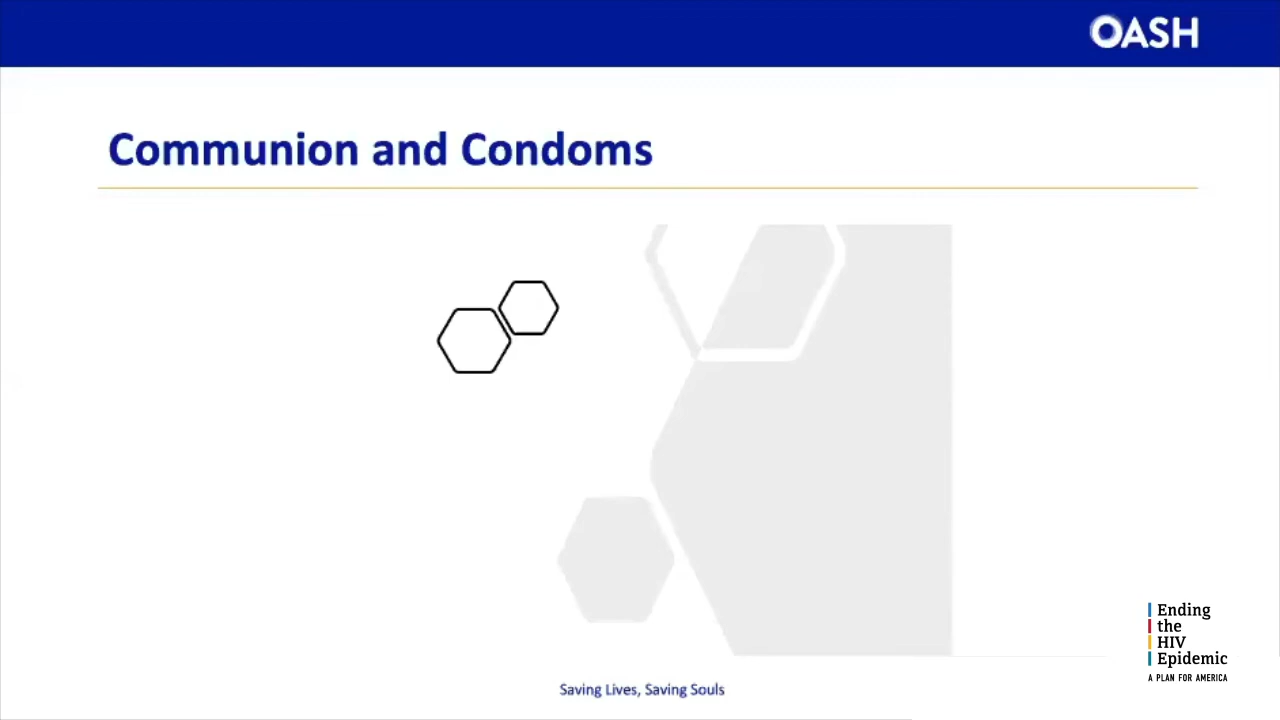 OASH
Communion and Condoms
Ending
the
HIV
Epidemic
A PLAN FOR AMERICA
Saving Lives, Saving Souls